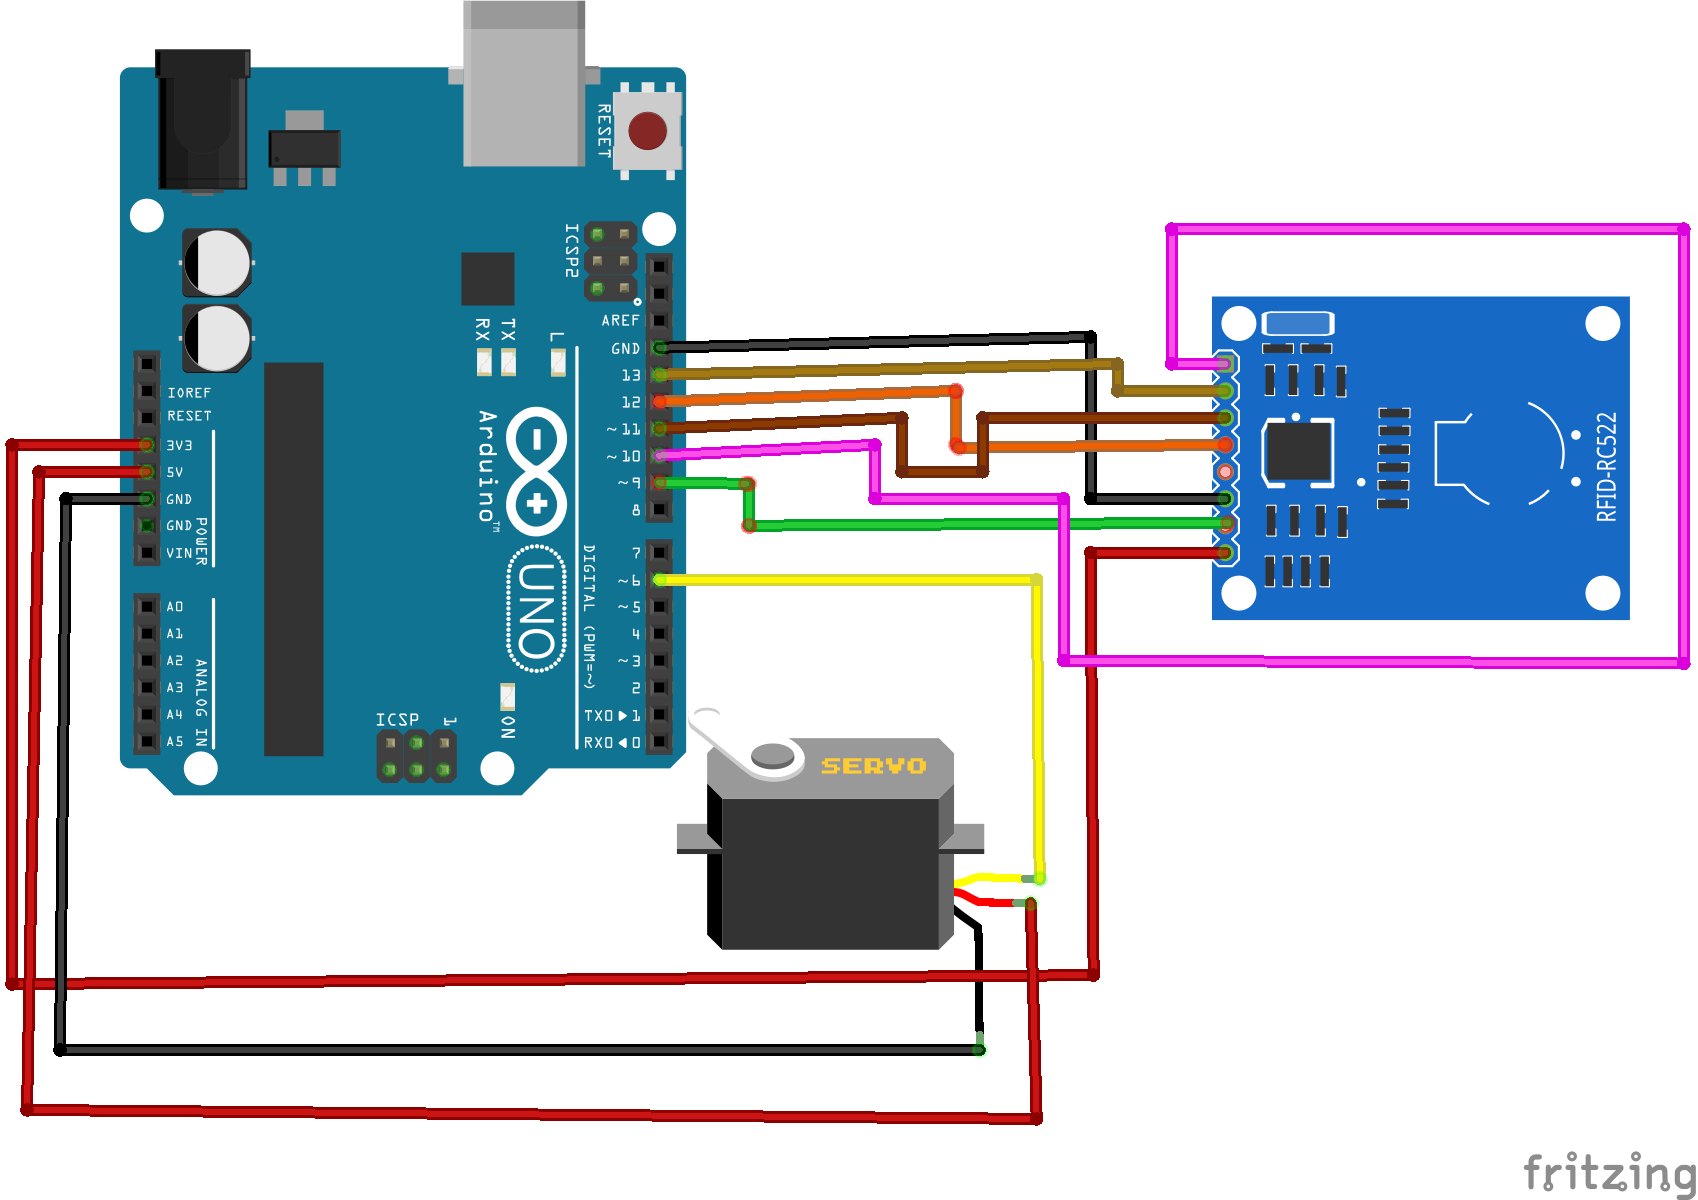 RESET
ICSP2
AREF
GND
13
12
~11
~10
~9
8
7
~6
~5
4
~3
2
TX0▶1
RX0◀0
IOREF
RESET
3V3
5V
GND
GND
VIN
POWER
A0
A1
A2
A3
A4
A5
ANALOG IN
RX
TX
L
Arduino™
UNO
DIGITAL (PWM=~)
ICSP
1
ON
SERVO
RFID-RC522
fritzing